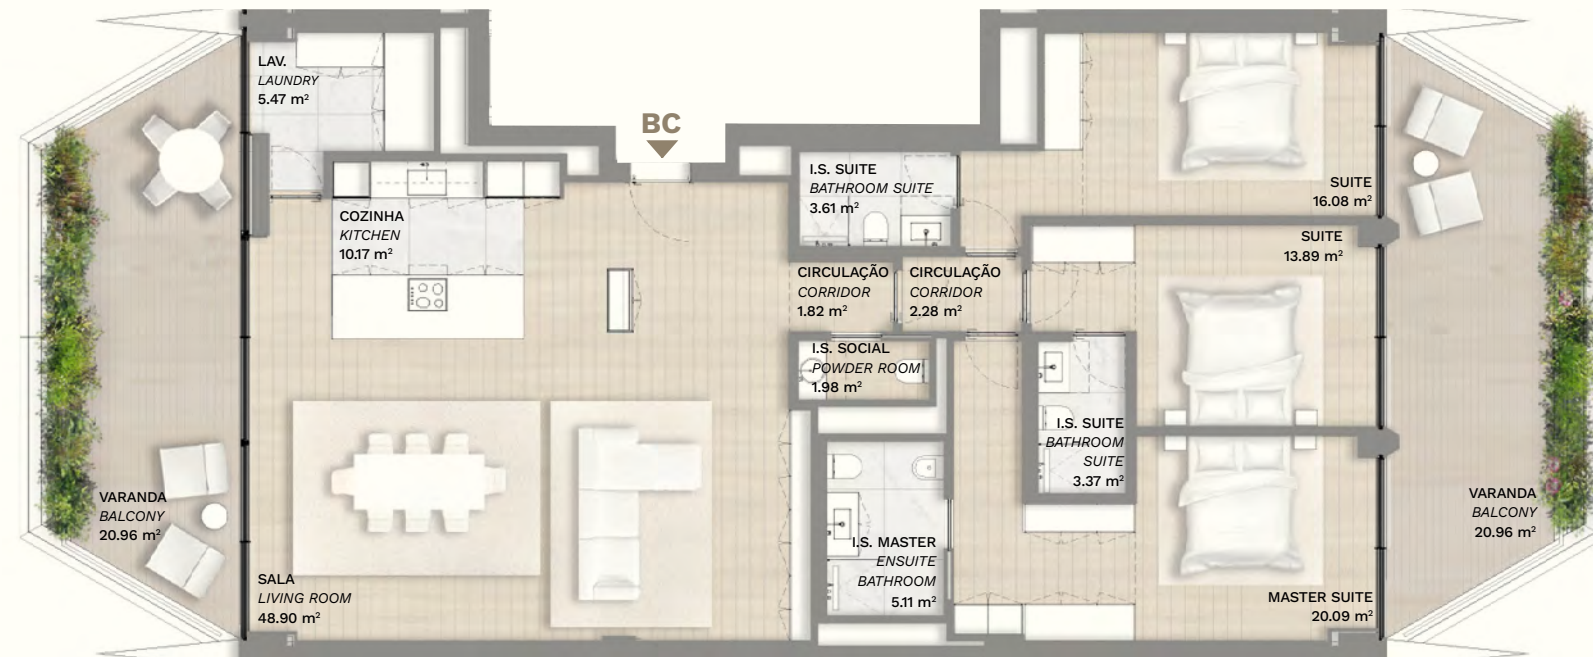 LAV.
LAUNDRY
5.47 m²
BC
COZINHA
KITCHEN
10.17 m²
I.S. SUITE
BATHROOM SUITE
3.61 m²
SUITE
16.08 m²
SUITE
13.89 m²
CIRCULAÇÃO
CORRIDOR
1.82 m²
CIRCULAÇÃO
CORRIDOR
2.28 m²
I.S. SOCIAL
POWDER ROOM
1.98 m²
I.S. SUITE
BATHROOM
SUITE
3.37 m²
VARANDA
BALCONY
20.96 m²
SALA
LIVING ROOM
48.90 m²
I.S. MASTER
ENSUITE
BATHROOM
5.11 m²
MASTER SUITE
20.09 m²
VARANDA
BALCONY
20.96 m²